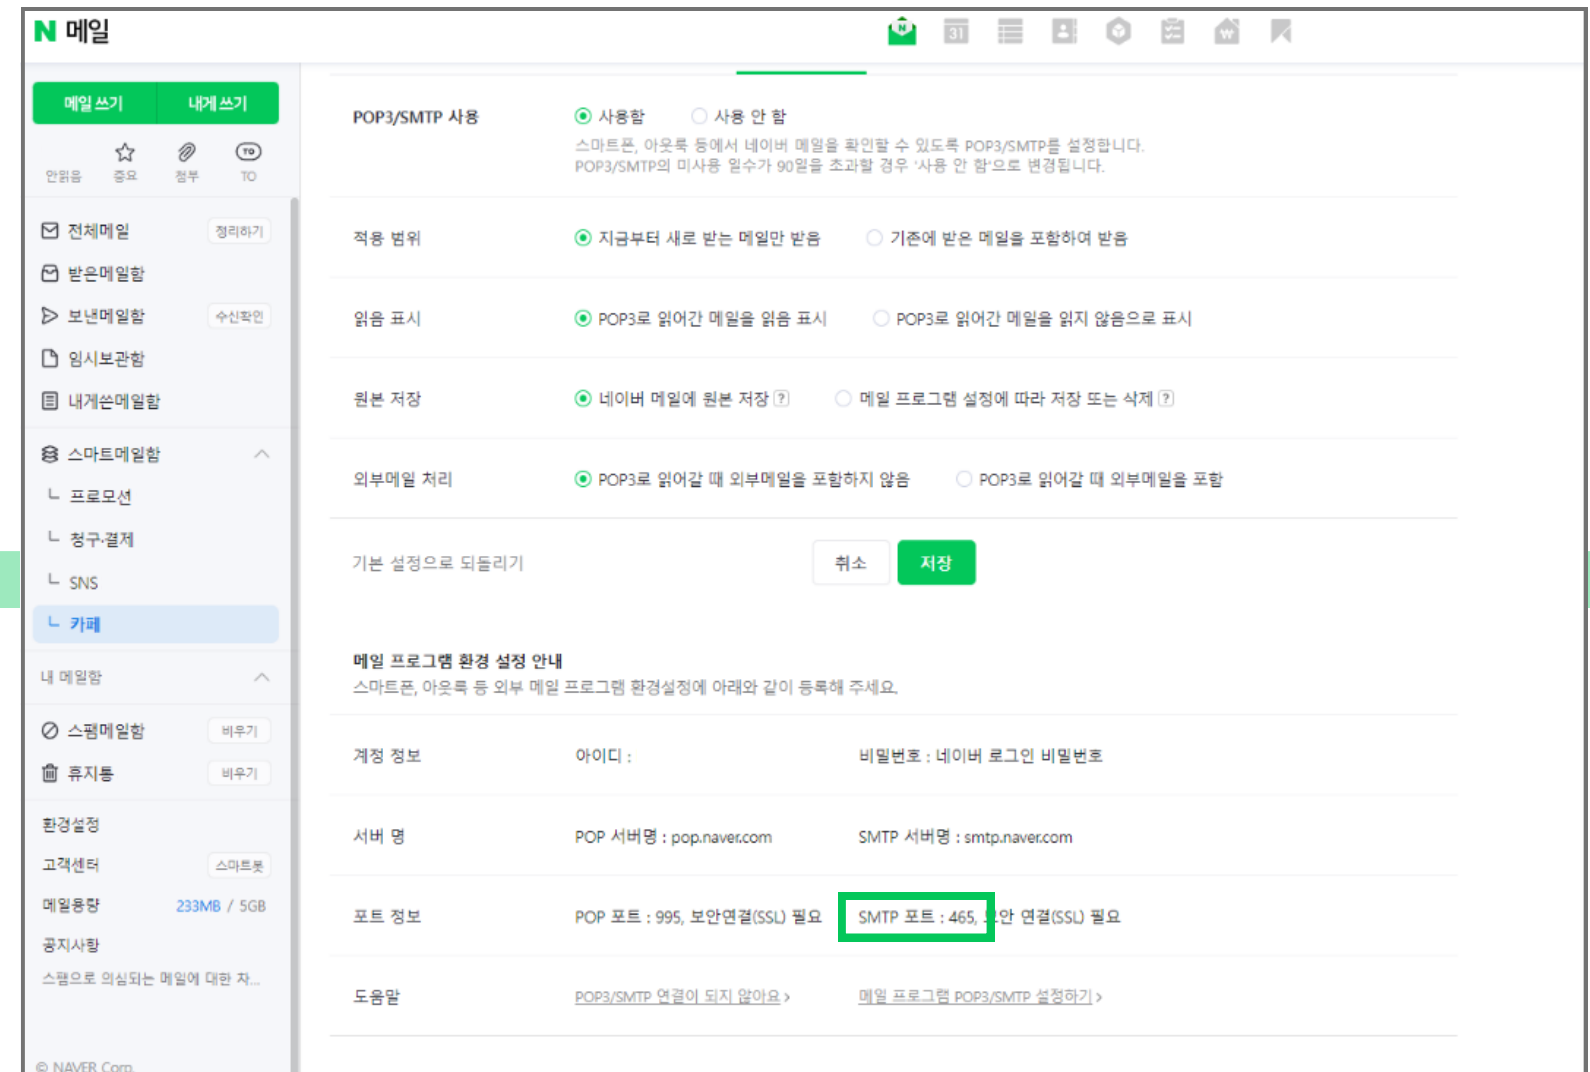 N 메일
31
메일 쓰기
내게 쓰기
안읽음
중요
첨부
TO
TO
전체메일
정리하기
받은메일함
보낸메일함
수신확인
임시보관함
내게쓴메일함
스마트메일함
프로모션
청구·결제
SNS
카페
내 메일함
스팸메일함
비우기
휴지통
비우기
환경설정
고객센터
스마트봇
메일용량
233MB / 5GB
공지사항
스팸으로 의심되는 메일에 대한 차...
© NAVER Corp.
POP3/SMTP 사용
사용함
사용 안 함
스마트폰, 아웃룩 등에서 네이버 메일을 확인할 수 있도록 POP3/SMTP를 설정합니다.
POP3/SMTP의 미사용 일수가 90일을 초과할 경우 '사용 안 함'으로 변경됩니다.
적용 범위
지금부터 새로 받는 메일만 받음
기존에 받은 메일을 포함하여 받음
읽음 표시
POP3로 읽어간 메일을 읽음 표시
POP3로 읽어간 메일을 읽지 않음으로 표시
원본 저장
네이버 메일에 원본 저장 ?
메일 프로그램 설정에 따라 저장 또는 삭제 ?
외부메일 처리
POP3로 읽어갈 때 외부메일을 포함하지 않음
POP3로 읽어갈 때 외부메일을 포함
기본 설정으로 되돌리기
취소
저장
메일 프로그램 환경 설정 안내
스마트폰, 아웃룩 등 외부 메일 프로그램 환경설정에 아래와 같이 등록해 주세요.
계정 정보
아이디 :
비밀번호 : 네이버 로그인 비밀번호
서버 명
POP 서버명 : pop.naver.com
SMTP 서버명 : smtp.naver.com
포트 정보
POP 포트 : 995, 보안연결(SSL) 필요
SMTP 포트 : 465, 보안 연결(SSL) 필요
도움말
POP3/SMTP 연결이 되지 않아요 >
메일 프로그램 POP3/SMTP 설정하기 >